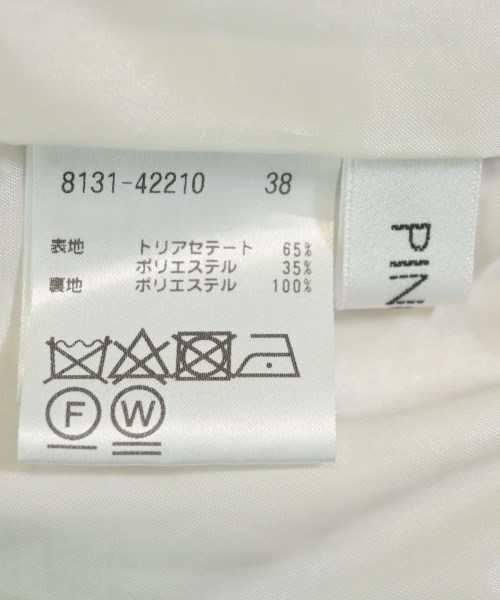 8131-42210 38
表地 トリアセテート 65%
ポリエステル 35%
裏地 ポリエステル 100%
F W
PIN